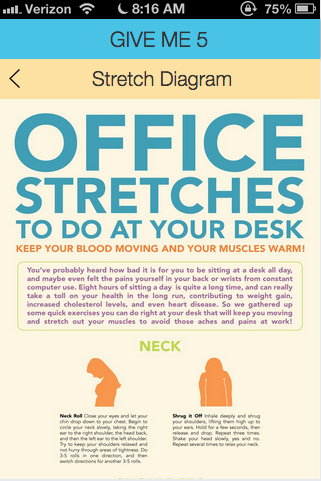 Verizon 8:16 AM 75%
GIVE ME 5
Stretch Diagram
OFFICE
STRETCHES
TO DO AT YOUR DESK
KEEP YOUR BLOOD MOVING AND YOUR MUSCLES WARM!
You've probably heard how bad it is for you to be sitting at a desk all day,
and maybe even felt the pains yourself in your back or wrists from constant
computer use. Eight hours of sitting a day is quite a long time, and can really
take a toll on your health in the long run, contributing to weight gain,
increased cholesterol levels, and even heart disease. So we gathered up
some quick exercises you can do right at your desk that will keep you moving
and stretch out your muscles to avoid those aches and pains at work!
NECK
Neck Roll Close your eyes and let your
chin drop down to your chest. Begin to
circle your neck slowly, taking the right
ear to the right shoulder, the head back,
and then the left ear to the left shoulder.
Try to keep your shoulders relaxed and
not hurry through areas of tightness. Do
3-5 rolls in one direction, and then
switch directions for another 3-5 rolls.
Shrug it Off Inhale deeply and shrug
your shoulders, lifting them high up to
your ears. Hold for a few seconds, then
release and drop. Repeat three times.
Shake your head slowly, yes and no.
Repeat several times to relax your neck.